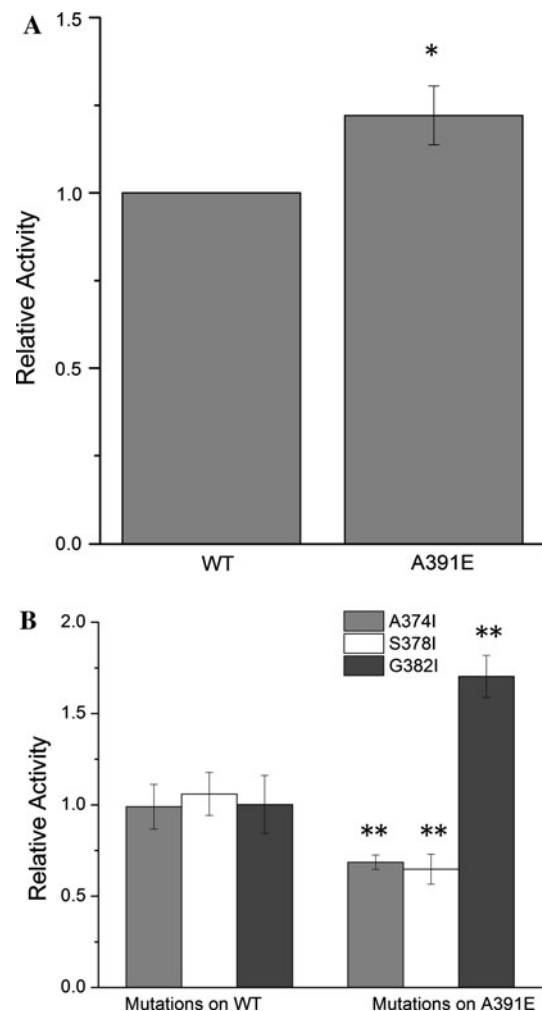 A
1.5
*
1.0
Relative Activity
0.5
0.0
WT A391E
B
2.0
A374I
S378I
G382I
**
1.5
Relative Activity
1.0
** **
0.5
0.0
Mutations on WT Mutations on A391E